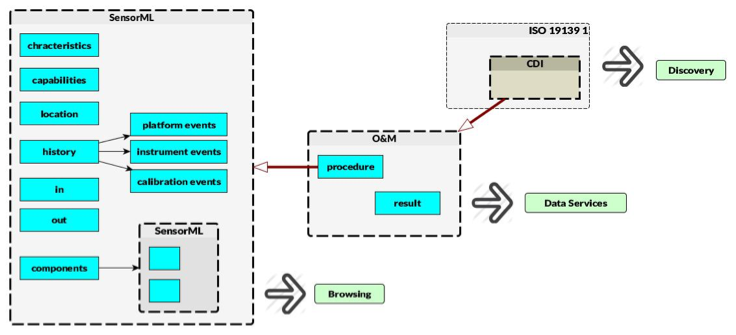 SensorML
chracteristics
capabilities
location
history
platform events
instrument events
calibration events
in
out
components
SensorML
Browsing
O&M
procedure
result
Data Services
ISO 19139 1
CDI
Discovery